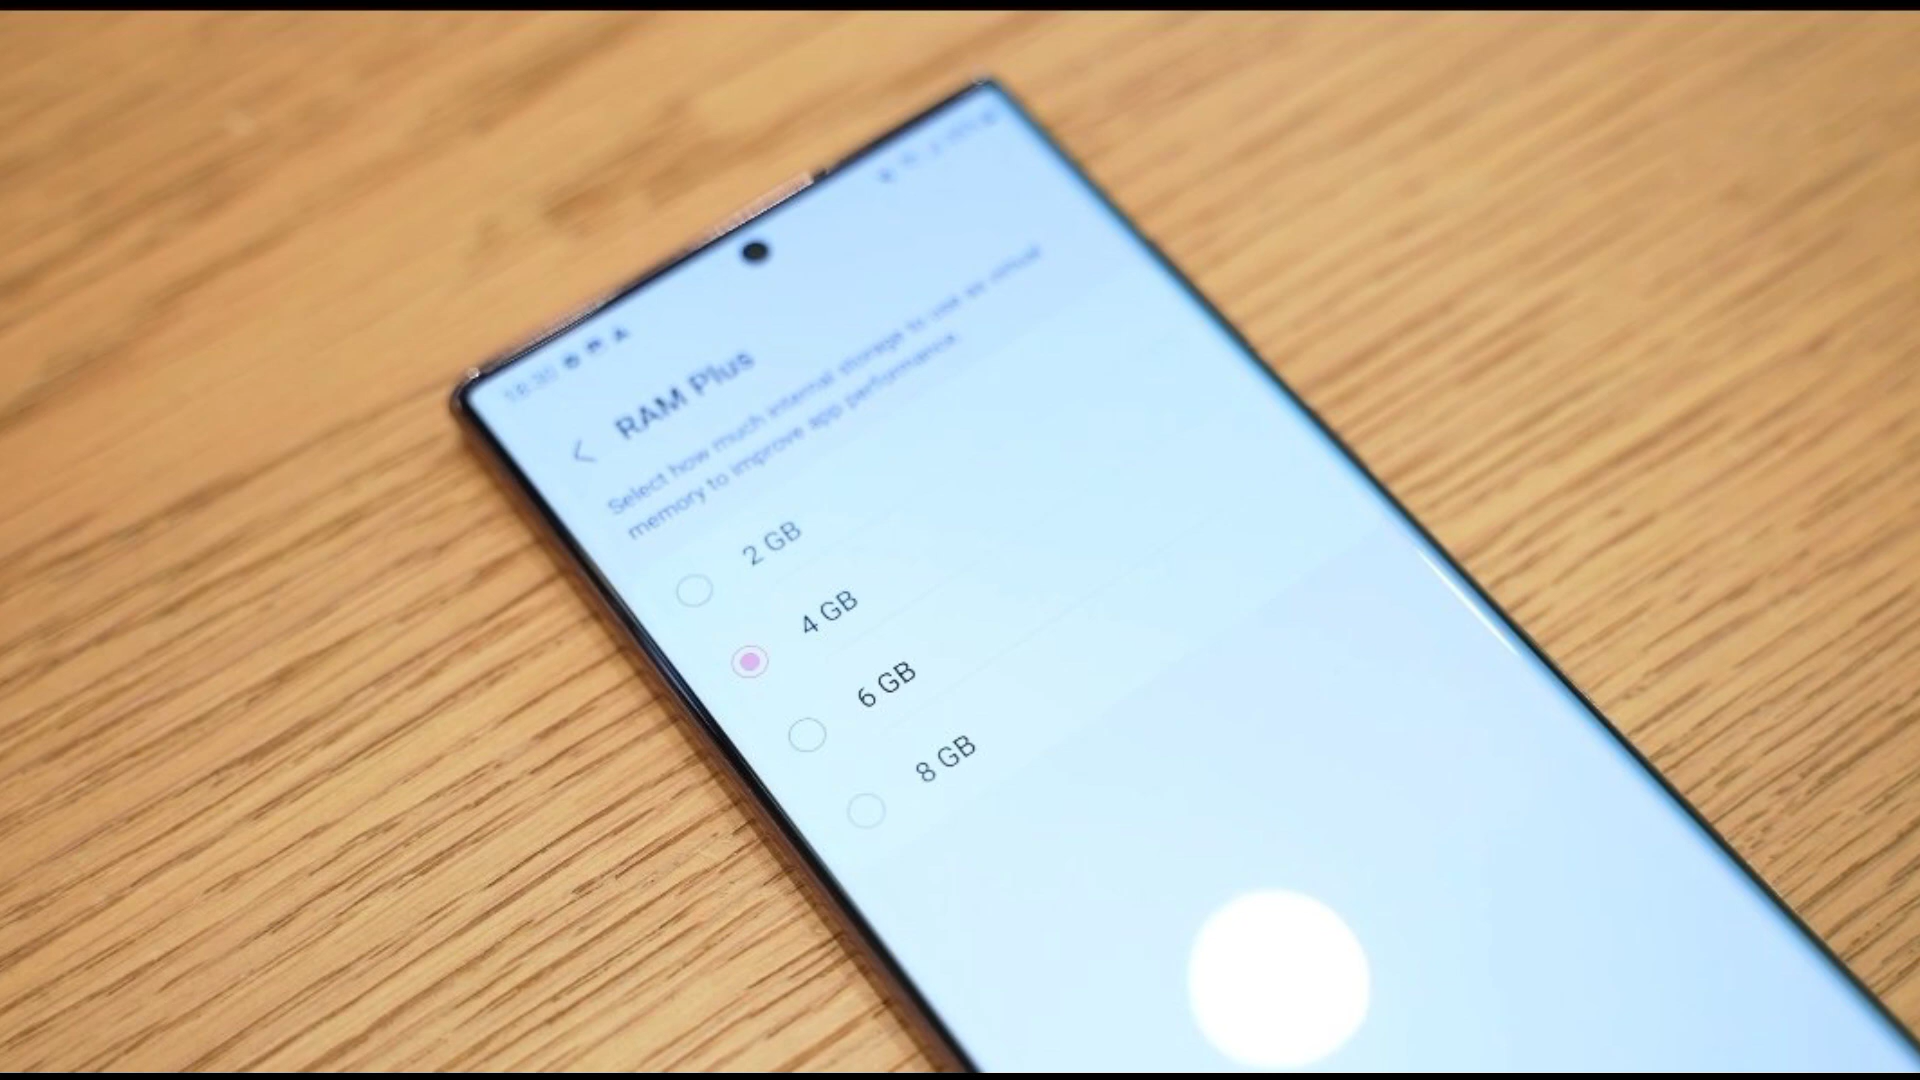 RAM Plus
Select how much internal storage to use as virtual
memory to improve app performance.
2 GB
4 GB
6 GB
8 GB